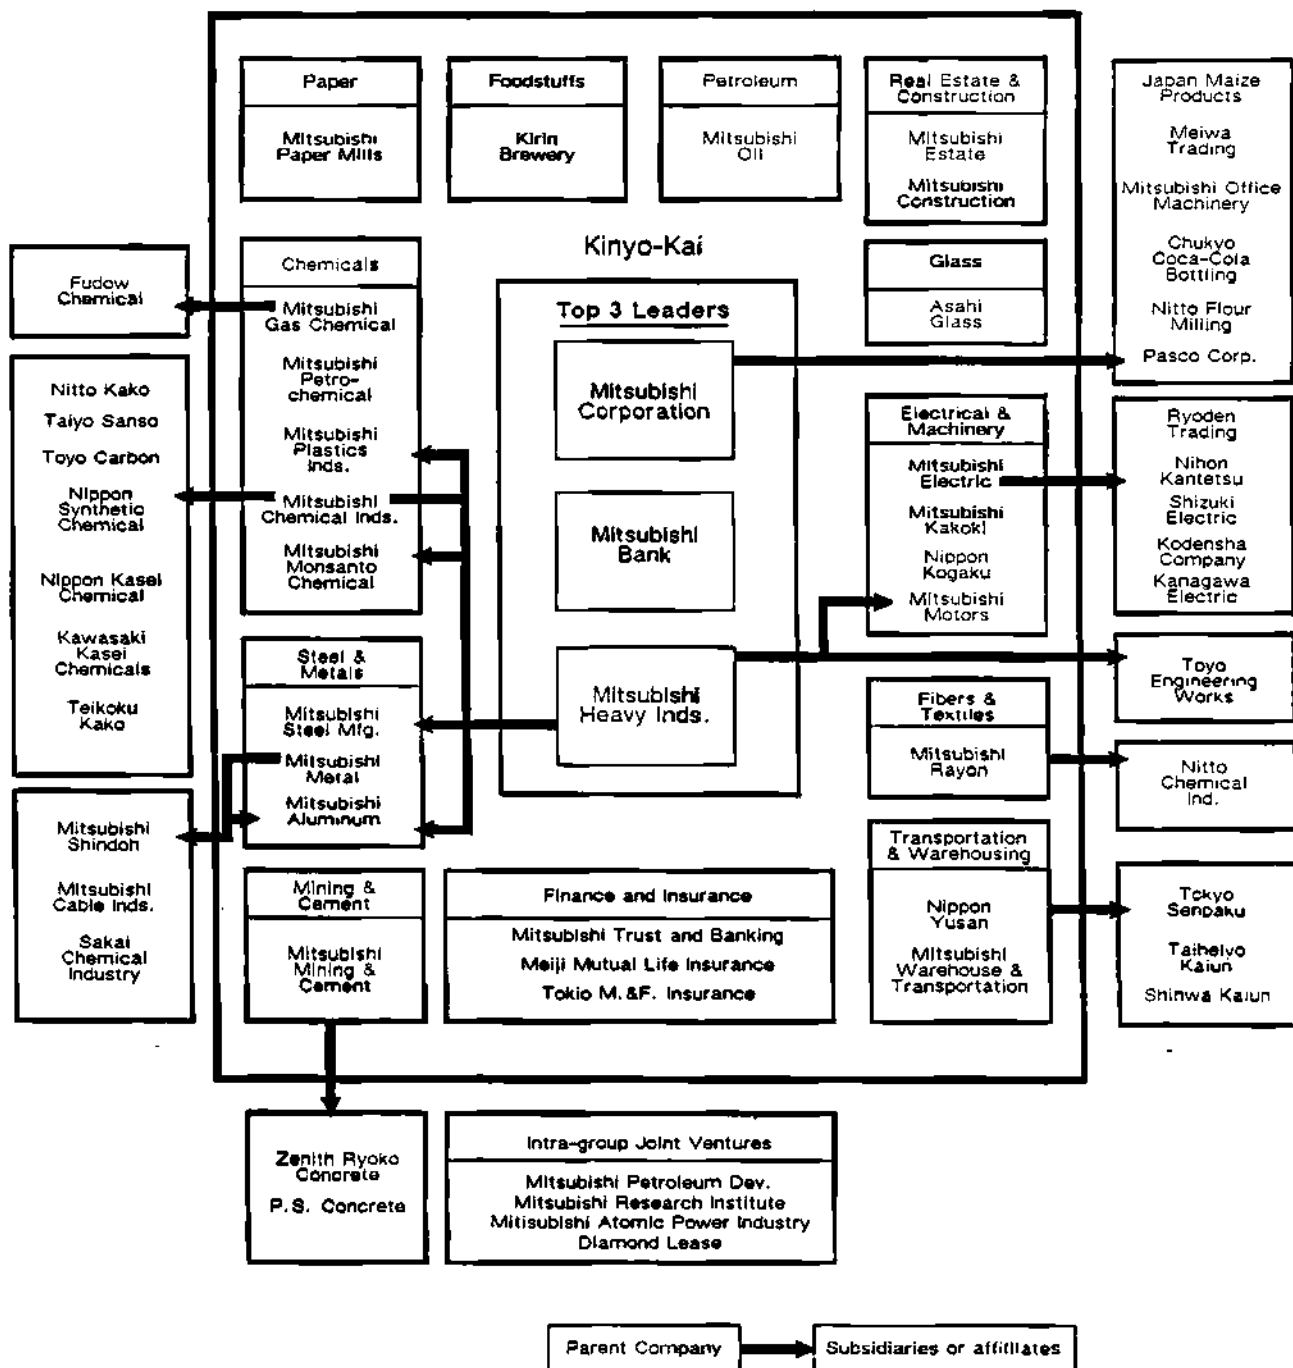 Paper
Mitsubishi
Paper Mills
Foodstuffs
Kirin
Brewery
Petroleum
Mitsubishi
Oil
Real Estate &
Construction
Mitsubishi
Estate
Mitsubishi
Construction
Japan Maize
Products
Meiwa
Trading
Mitsubishi Office
Machinery
Chukyo
Coca-Cola
Bottling
Nitto Flour
Milling
Pasco Corp.
Kinyo-Kai
Fudow
Chemical
Chemicals
Mitsubishi
Gas Chemical
Mitsubishi
Petro-
chemical
Mitsubishi
Plastics
Inds.
Mitsubishi
Chemical Inds.
Mitsubishi
Monsanto
Chemical
Top 3 Leaders
Mitsubishi
Corporation
Mitsubishi
Bank
Mitsubishi
Heavy Inds.
Glass
Asahi
Glass
Electrical &
Machinery
Mitsubishi
Electric
Mitsubishi
Kakoki
Nippon
Kogaku
Mitsubishi
Motors
Ryoden
Trading
Nihon
Kantetsu
Shizuki
Electric
Kodensha
Company
Kanagawa
Electric
Nitto Kako
Taiyo Sanso
Toyo Carbon
Nippon
Synthetic
Chemical
Nippon Kasei
Chemical
Kawasaki
Kasei
Chemicals
Teikoku
Kako
Steel &
Metals
Mitsubishi
Steel Mfg.
Mitsubishi
Metal
Mitsubishi
Aluminum
Toyo
Engineering
Works
Fibers &
Textiles
Mitsubishi
Rayon
Nitto
Chemical
Ind.
Mitsubishi
Shindoh
Mitsubishi
Cable Inds.
Sakai
Chemical
Industry
Mining &
Cement
Mitsubishi
Mining &
Cement
Finance and Insurance
Mitsubishi Trust and Banking
Meiji Mutual Life Insurance
Tokio M.&F. Insurance
Transportation
& Warehousing
Nippon
Yusan
Mitsubishi
Warehouse &
Transportation
Tokyo
Senpaku
Taiheiyo
Kaiun
Shinwa Kaiun
Zenith Ryoko
Concrete
P.S. Concrete
Intra-group Joint Ventures
Mitsubishi Petroleum Dev.
Mitsubishi Research Institute
Mitisubishi Atomic Power Industry
Diamond Lease
Parent Company
Subsidiaries or affitliates